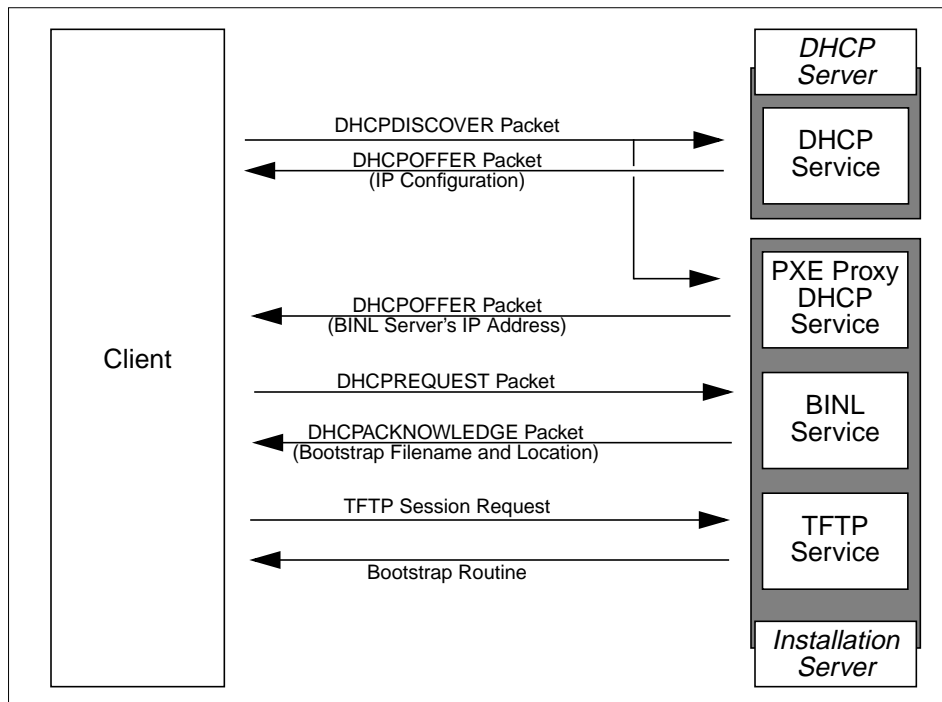 DHCP
Server
DHCPDISCOVER Packet
DHCP
Service
DHCPOFFER Packet
(IP Configuration)
PXE Proxy
DHCP
Service
DHCPOFFER Packet
(BINL Server's IP Address)
Client
DHCPREQUEST Packet
BINL
Service
DHCPACKNOWLEDGE Packet
(Bootstrap Filename and Location)
TFTP Session Request
TFTP
Service
Bootstrap Routine
Installation
Server